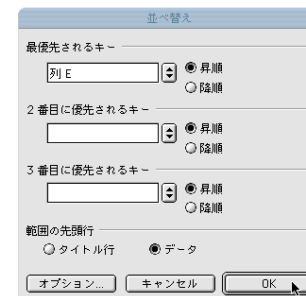 並べ替え
最優先されるキー
列 E
昇順
降順
2 番目に優先されるキー
昇順
降順
3 番目に優先されるキー
昇順
降順
範囲の先頭行
タイトル行 データ
オプション... キャンセル OK